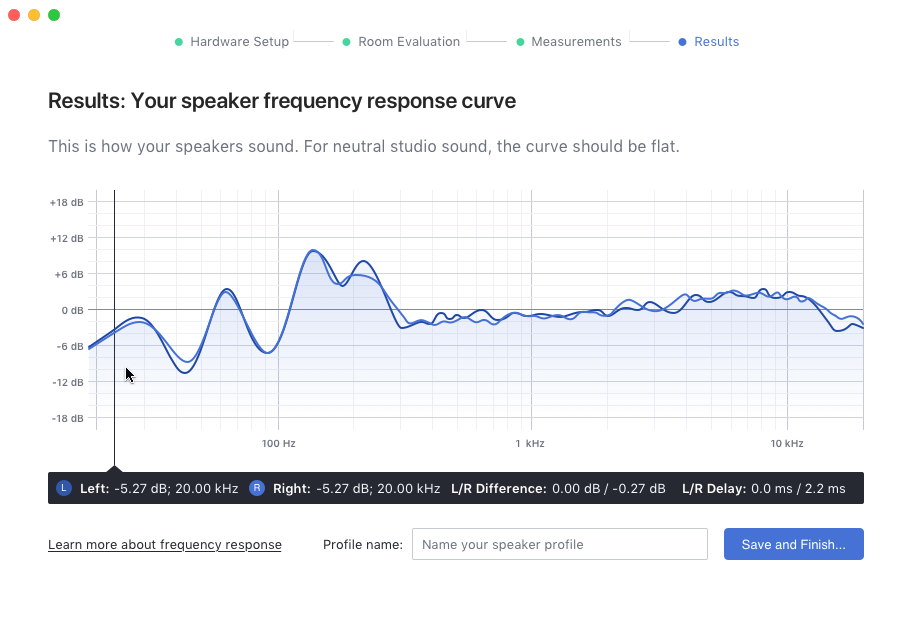 Hardware Setup Room Evaluation Measurements Results
Results: Your speaker frequency response curve
This is how your speakers sound. For neutral studio sound, the curve should be flat.
+18 dB
+12 dB
+6 dB
0 dB
-6 dB
-12 dB
-18 dB
100 Hz 1 kHz 10 kHz
L Left: -5.27 dB; 20.00 kHz R Right: -5.27 dB; 20.00 kHz L/R Difference: 0.00 dB / -0.27 dB L/R Delay: 0.0 ms / 2.2 ms
Learn more about frequency response Profile name: Name your speaker profile Save and Finish...